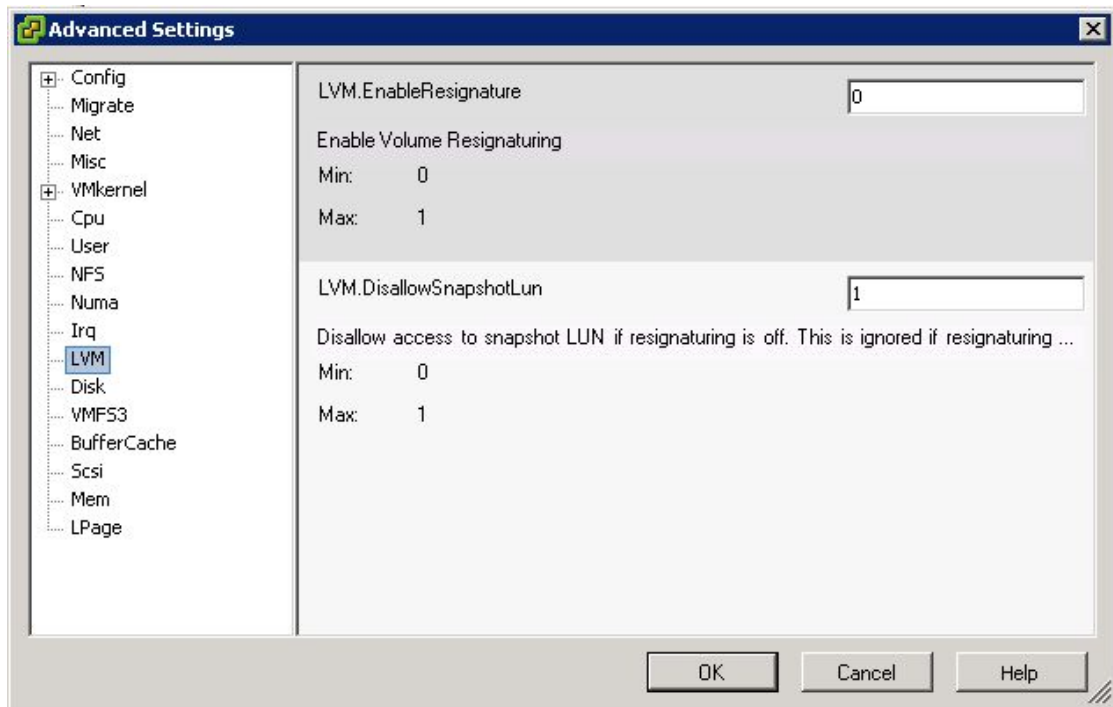 Advanced Settings
Config
Migrate
Net
Misc
VMkernel
Cpu
User
NFS
Numa
Irq
LVM
Disk
VMFS3
BufferCache
Scsi
Mem
LPage
LVM.EnableResignature
0
Enable Volume Resignaturing
Min: 0
Max: 1
LVM.DisallowSnapshotLun
1
Disallow access to snapshot LUN if resignaturing is off. This is ignored if resignaturing ...
Min: 0
Max: 1
OK
Cancel
Help